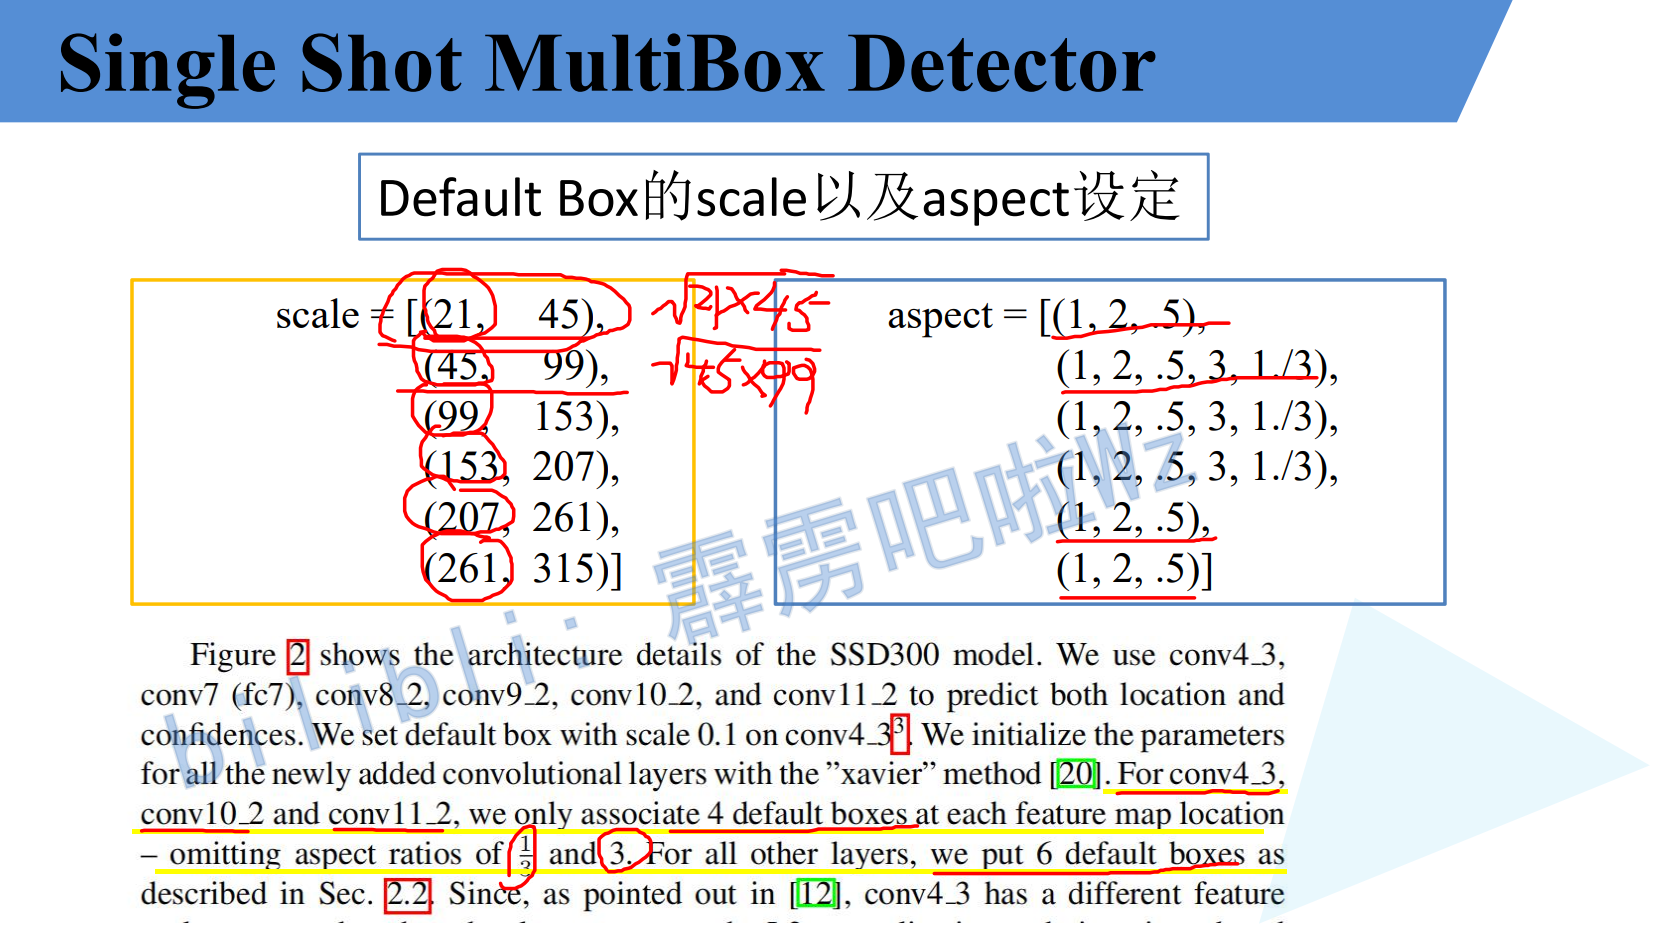 Single Shot MultiBox Detector
Default Box的scale以及aspect设定
scale = [(21, 45),
(45, 99),
(99, 153),
(153, 207),
(207, 261),
(261, 315)]
√21×45
√45×99
aspect = [(1, 2, .5),
(1, 2, .5, 3, 1./3),
(1, 2, .5, 3, 1./3),
(1, 2, .5, 3, 1./3),
(1, 2, .5),
(1, 2, .5)]
bilibli: 霹雳吧啦Wz
Figure 2 shows the architecture details of the SSD300 model. We use conv4_3,
conv7 (fc7), conv8_2, conv9_2, conv10_2, and conv11_2 to predict both location and
confidences. We set default box with scale 0.1 on conv4_3³. We initialize the parameters
for all the newly added convolutional layers with the ”xavier” method [20]. For conv4_3,
conv10_2 and conv11_2, we only associate 4 default boxes at each feature map location
– omitting aspect ratios of 1/3 and 3. For all other layers, we put 6 default boxes as
described in Sec. 2.2. Since, as pointed out in [12], conv4_3 has a different feature